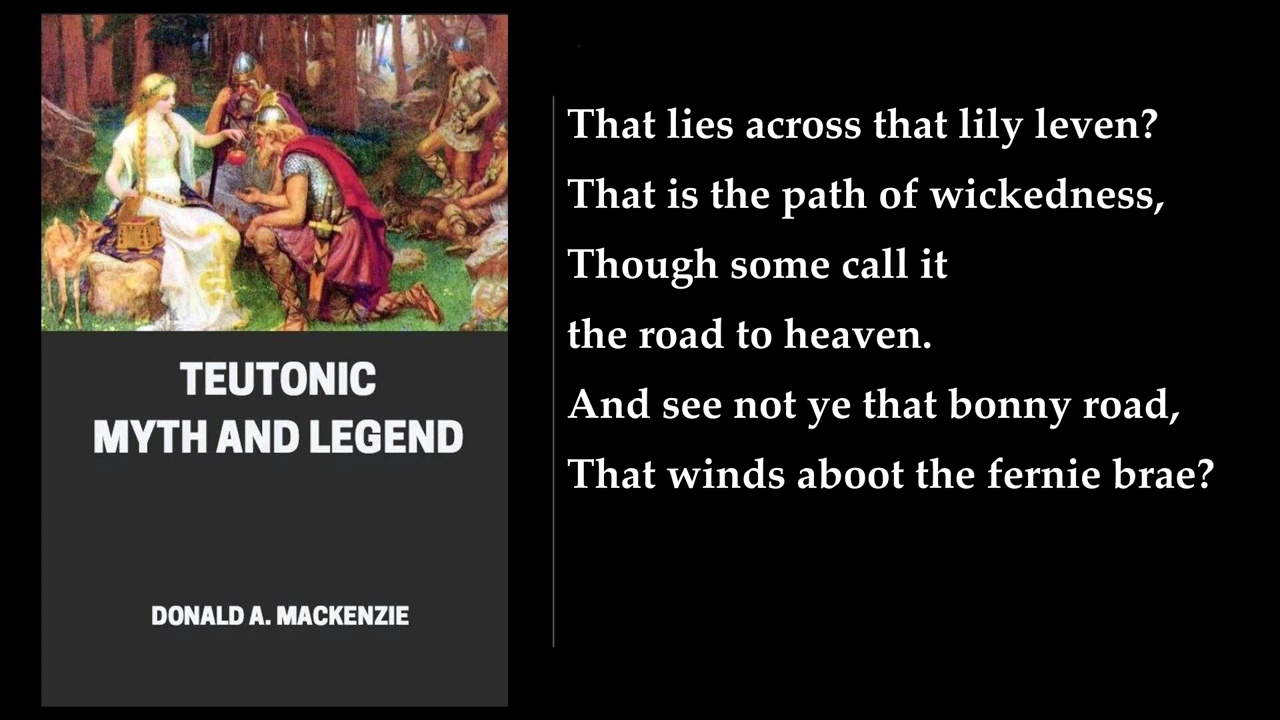 TEUTONIC
MYTH AND LEGEND
DONALD A. MACKENZIE
That lies across that lily leven?
That is the path of wickedness,
Though some call it
the road to heaven.
And see not ye that bonny road,
That winds aboot the fernie brae?